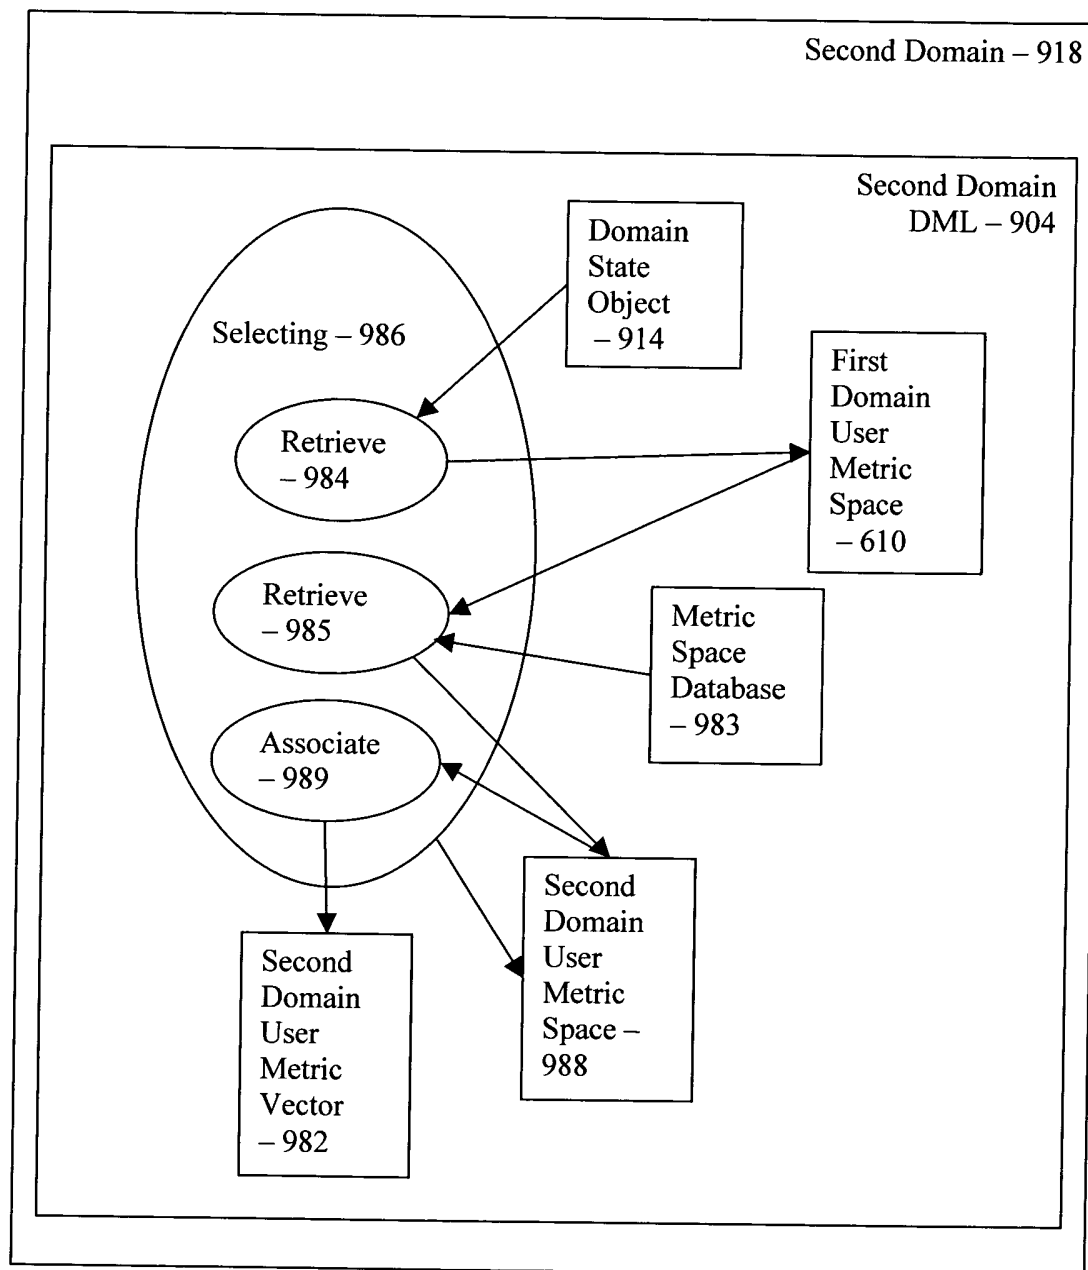 Second Domain – 918
Second Domain
DML – 904
Domain
State
Object
– 914
Selecting – 986
First
Domain
User
Metric
Space
– 610
Retrieve
– 984
Retrieve
– 985
Metric
Space
Database
– 983
Associate
– 989
Second
Domain
User
Metric
Space –
988
Second
Domain
User
Metric
Vector
– 982